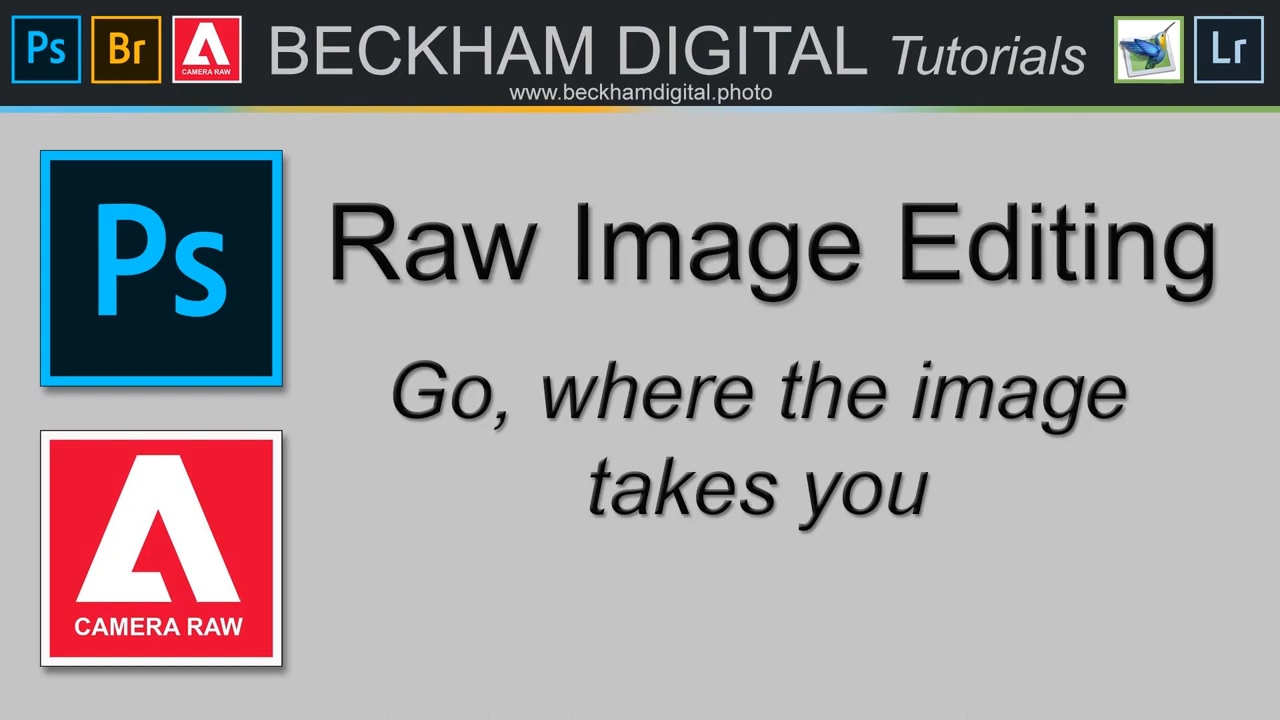 Ps Br CAMERA RAW BECKHAM DIGITAL Tutorials Lr
www.beckhamdigital.photo
Ps
Raw Image Editing
Go, where the image
takes you
CAMERA RAW